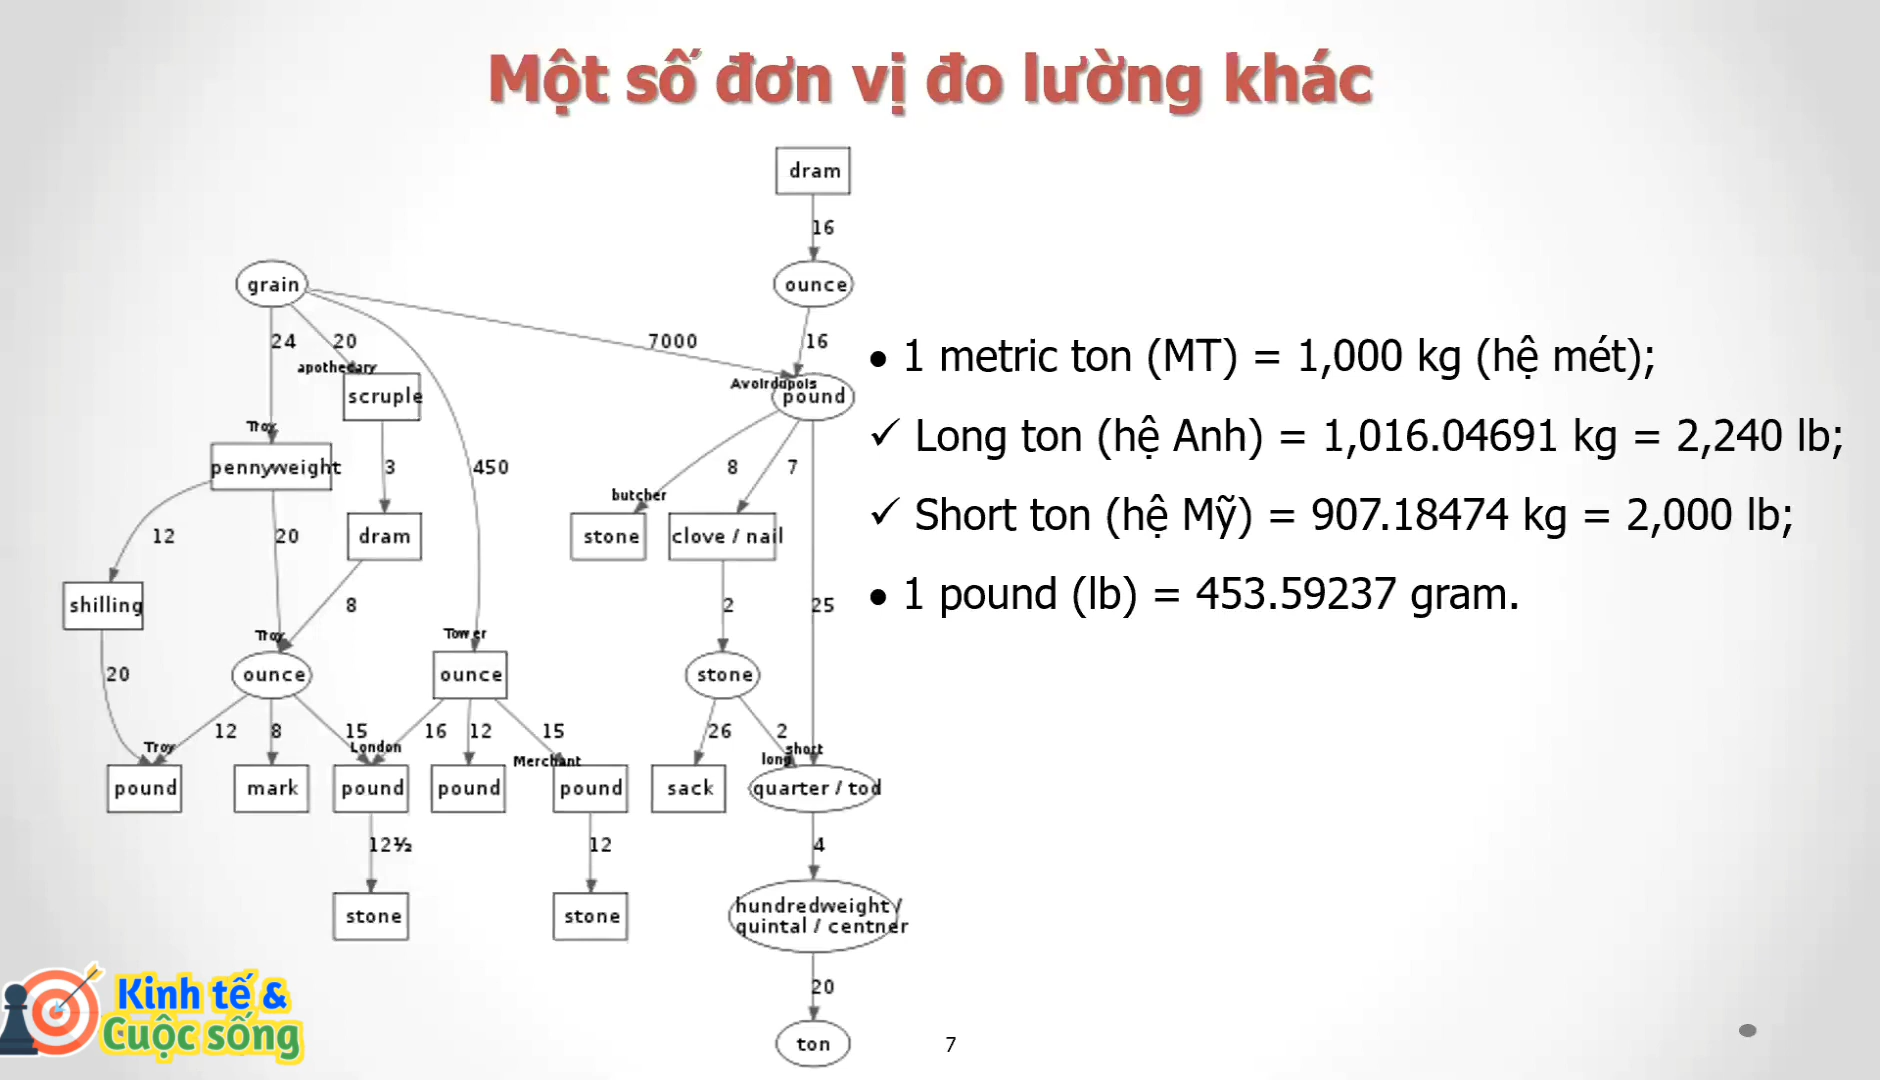 Một số đơn vị đo lường khác
dram
16
grain
ounce
24
20
7000
16
apothecary
Avoirdupois
scruple
pound
Troy
pennyweight
3
450
8
7
butcher
12
20
dram
stone
clove / nail
shilling
8
2
25
Troy
Tower
20
ounce
ounce
stone
12
8
15
16
12
15
26
2
Troy
London
Merchant
short
long
pound
mark
pound
pound
pound
sack
quarter / tod
12½
12
4
stone
stone
hundredweight /
quintal / centner
20
ton
• 1 metric ton (MT) = 1,000 kg (hệ mét);
✓ Long ton (hệ Anh) = 1,016.04691 kg = 2,240 lb;
✓ Short ton (hệ Mỹ) = 907.18474 kg = 2,000 lb;
• 1 pound (lb) = 453.59237 gram.
Kinh tế &
Cuộc sống
7